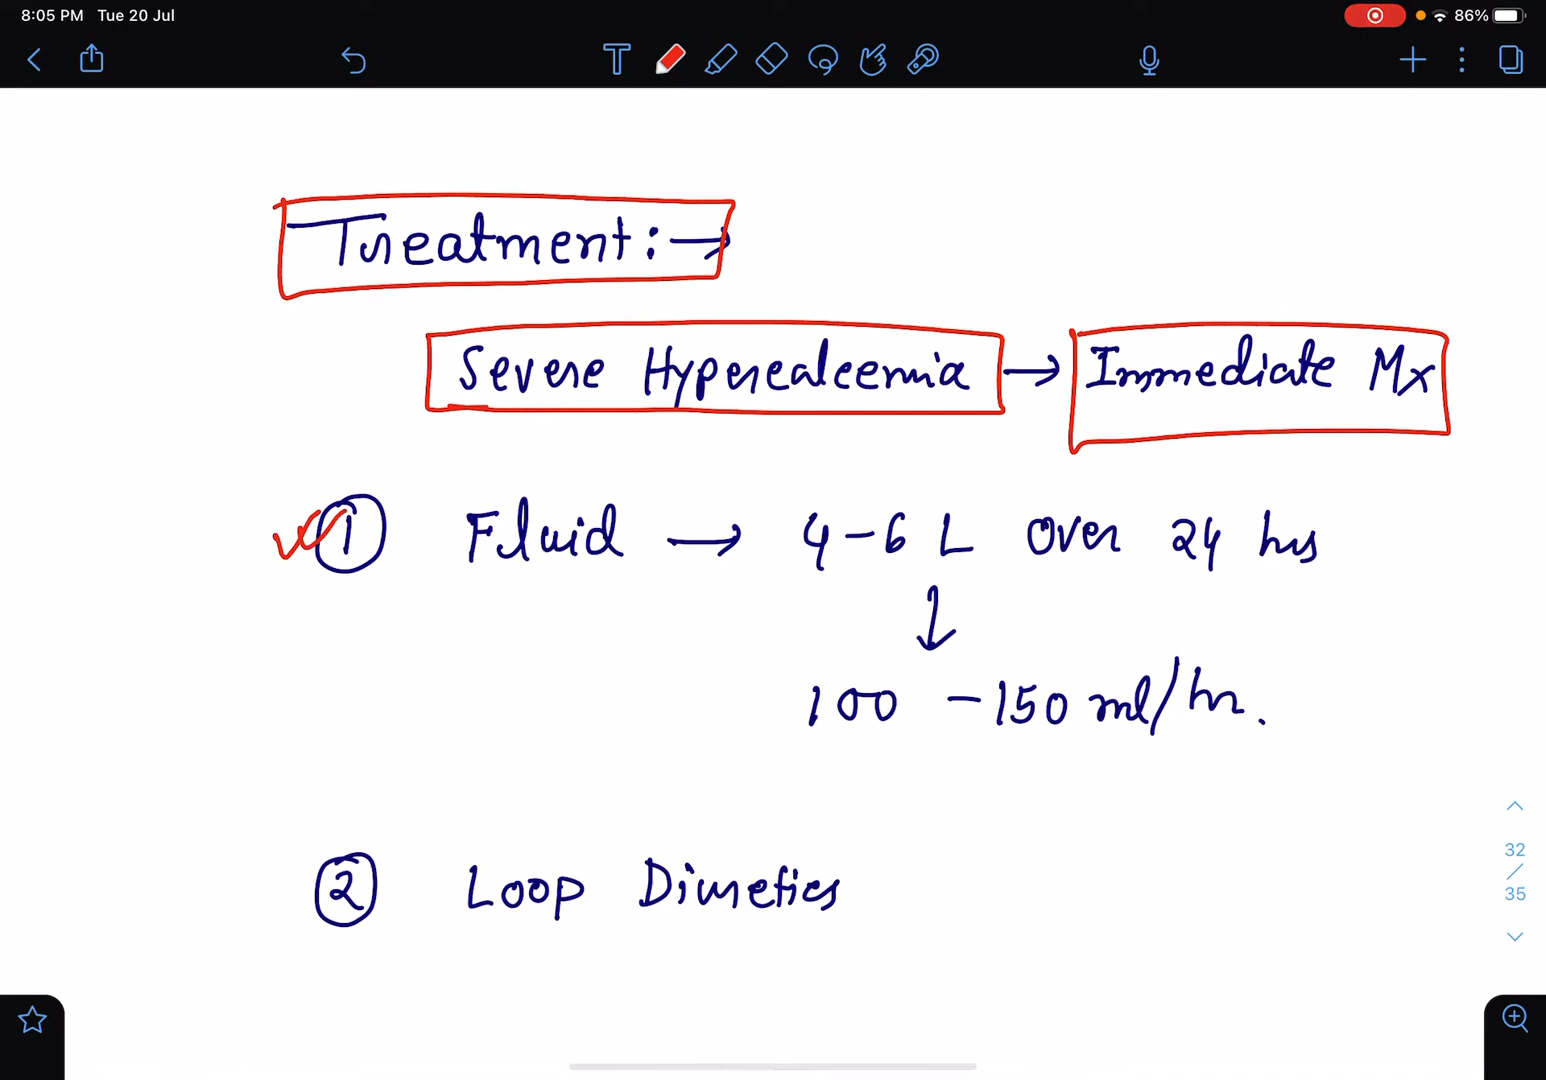 8:05 PM Tue 20 Jul
86%
Treatment:→
Severe Hypercalcemia → Immediate Mx
1 Fluid → 4-6 L Over 24 hrs
↓
100 - 150 ml/hr.
2 Loop Diuretics
32
/
35